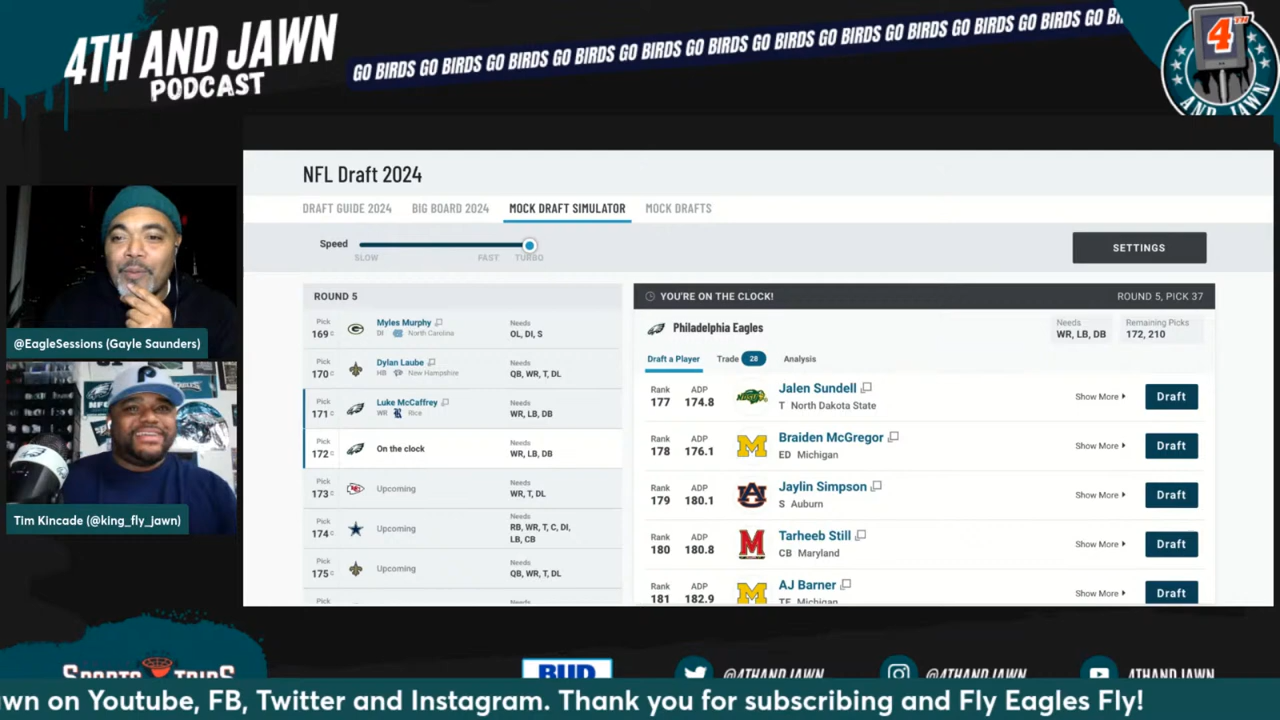 4TH AND JAWN
PODCAST
GO BIRDS GO BIRDS GO BIRDS GO BIRDS GO BIRDS GO BIRDS GO BIRDS GO BIRDS GO BIRDS GO BIRDS GO BIRDS GO
4TH
AND JAWN
NFL Draft 2024
DRAFT GUIDE 2024 BIG BOARD 2024 MOCK DRAFT SIMULATOR MOCK DRAFTS
Speed
SLOW FAST TURBO
SETTINGS
ROUND 5
Pick 169 Myles Murphy DI North Carolina Needs OL, DI, S
Pick 170 Dylan Laube HB New Hampshire Needs QB, WR, T, DL
Pick 171 Luke McCaffrey WR Rice Needs WR, LB, DB
Pick 172 On the clock Needs WR, LB, DB
Pick 173 Upcoming Needs WR, T, DL
Pick 174 Upcoming Needs RB, WR, T, C, DI, LB, CB
Pick 175 Upcoming Needs QB, WR, T, DL
Pick Needs
YOU'RE ON THE CLOCK! ROUND 5, PICK 37
Philadelphia Eagles Needs WR, LB, DB Remaining Picks 172, 210
Draft a Player Trade 28 Analysis
Rank 177 ADP 174.8 Jalen Sundell T North Dakota State Show More Draft
Rank 178 ADP 176.1 Braiden McGregor ED Michigan Show More Draft
Rank 179 ADP 180.1 Jaylin Simpson S Auburn Show More Draft
Rank 180 ADP 180.8 Tarheeb Still CB Maryland Show More Draft
Rank 181 ADP 182.9 AJ Barner TE Michigan Show More Draft
@EagleSessions (Gayle Saunders)
Tim Kincade (@king_fly_jawn)
BUD
@4THANDJAWN
@4THANDJAWN
4THANDJAWN
on Youtube, FB, Twitter and Instagram. Thank you for subscribing and Fly Eagles Fly!